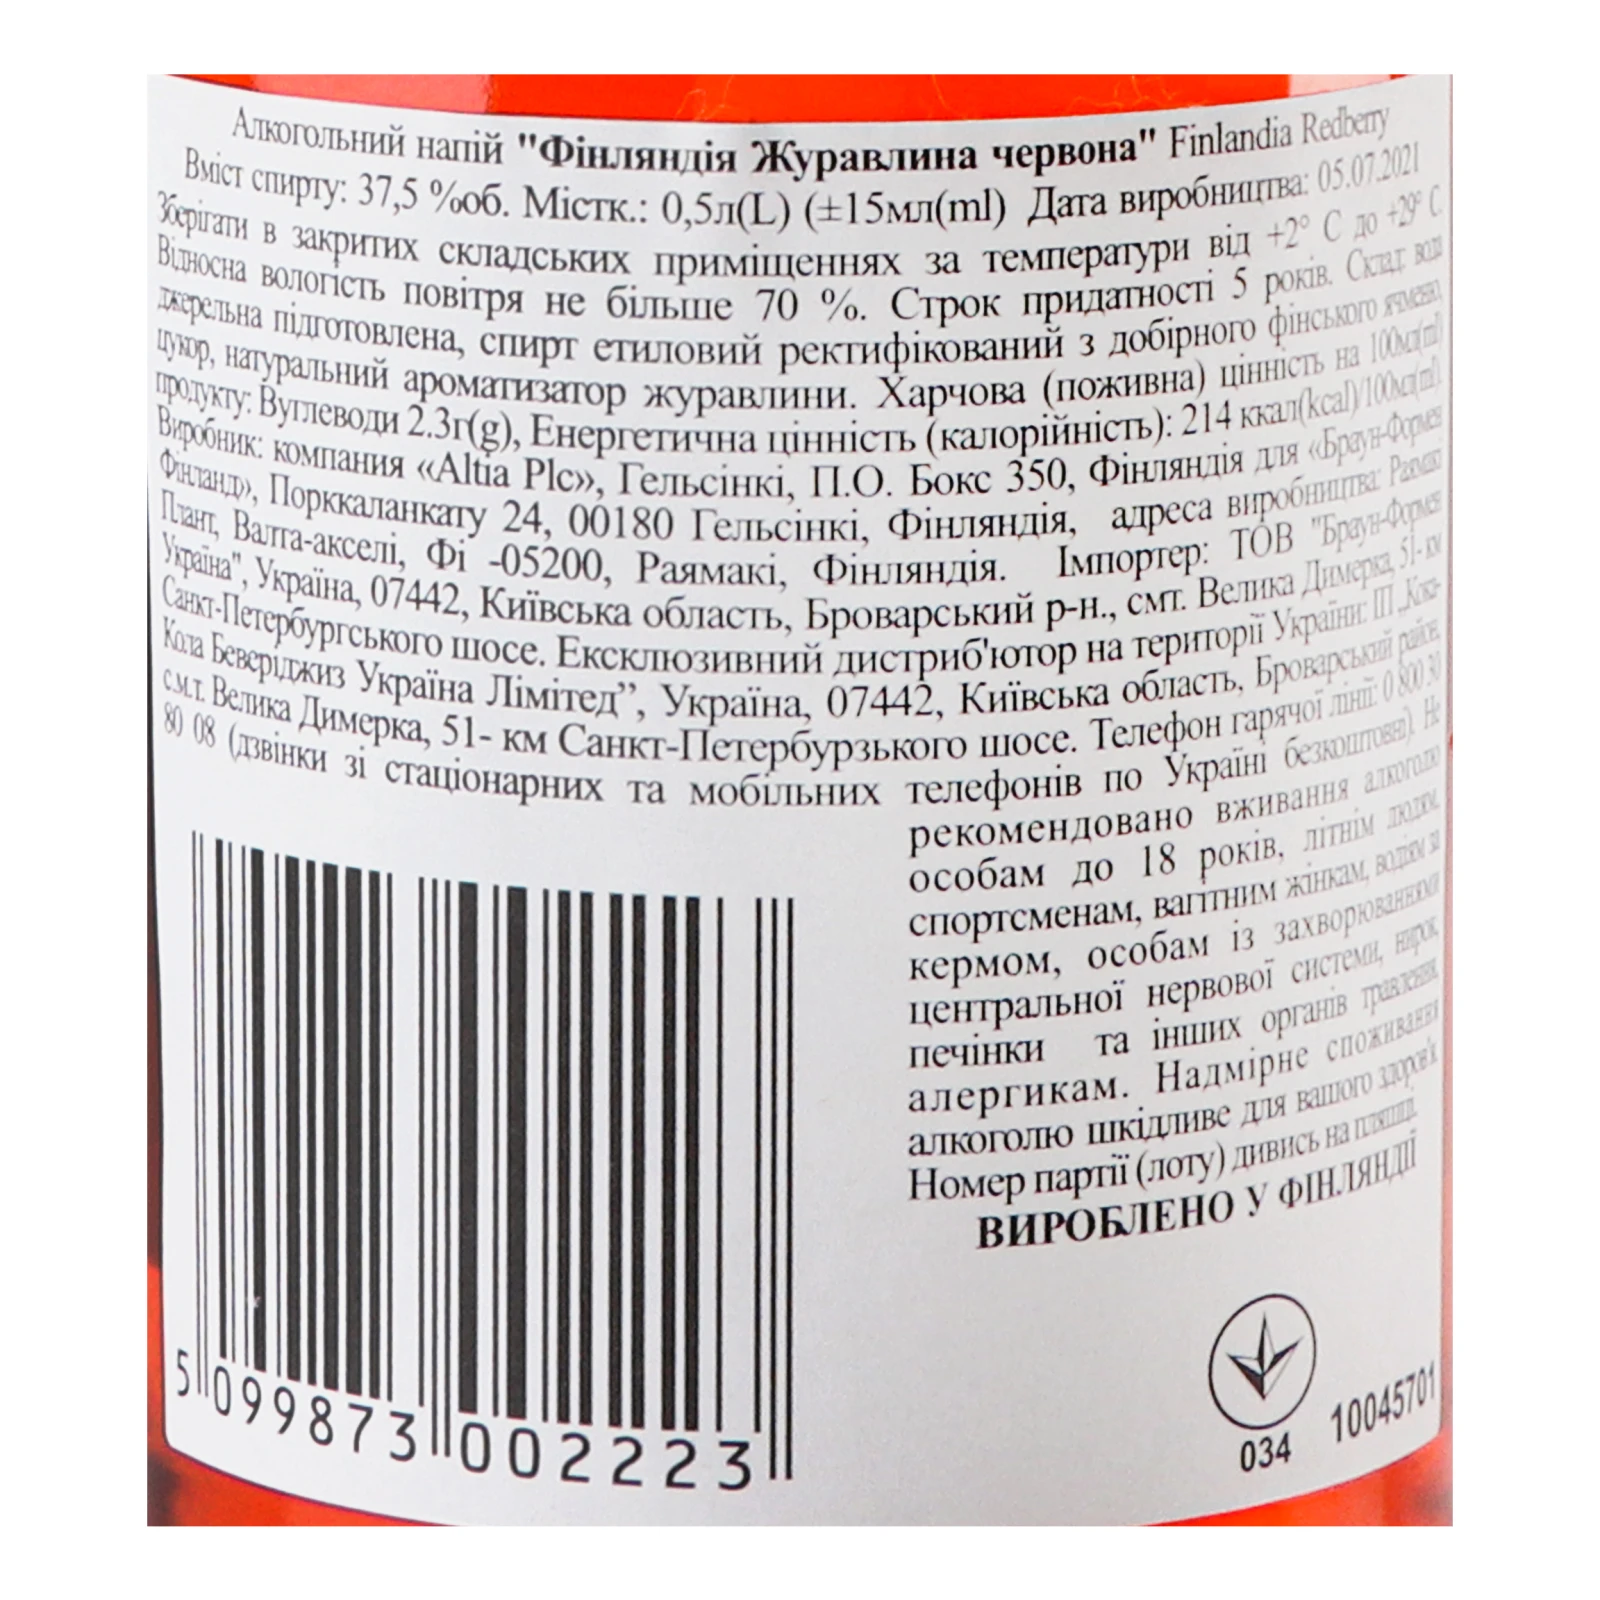 Алкогольний напій "Фінляндія Журавлина червона" Finlandia Redberry
Вміст спирту: 37,5 %об. Містк.: 0,5л(L) (±15мл(ml) Дата виробництва: 05.07.2021
Зберігати в закритих складських приміщеннях за температури від +2° С до +29° С.
Відносна вологість повітря не більше 70 %. Строк придатності 5 років. Склад: вода
джерельна підготовлена, спирт етиловий ректифікований з добірного фінського ячменю,
цукор, натуральний ароматизатор журавлини. Харчова (поживна) цінність на 100мл(ml)
продукту: Вуглеводи 2.3г(g), Енергетична цінність (калорійність): 214 ккал(kcal)/100мл(ml).
Виробник: компания «Altia Plc», Гельсінкі, П.О. Бокс 350, Фінляндія для «Браун-Формен
Фінланд», Порккаланкату 24, 00180 Гельсінкі, Фінляндія, адреса виробництва: Раямакі
Плант, Валта-акселі, Фі -05200, Раямакі, Фінляндія. Імпортер: ТОВ "Браун-Формен
Україна", Україна, 07442, Київська область, Броварський р-н., смт. Велика Димерка, 51- км
Санкт-Петербургського шосе. Ексклюзивний дистриб'ютор на території України: ІІІ „Кока-
Кола Беверіджиз Україна Лімітед”, Україна, 07442, Київська область, Броварський район,
с.м.т. Велика Димерка, 51- км Санкт-Петербурзького шосе. Телефон гарячої лінії: 0 800 30
80 08 (дзвінки зі стаціонарних та мобільних телефонів по Україні безкоштовні). Не
рекомендовано вживання алкоголю
особам до 18 років, літнім людям,
спортсменам, вагітним жінкам, водіям за
кермом, особам із захворюваннями
центральної нервової системи, нирок,
печінки та інших органів травлення,
алергикам. Надмірне споживання
алкоголю шкідливе для вашого здоров'я.
Номер партії (лоту) дивись на пляшці.
ВИРОБЛЕНО У ФІНЛЯНДІЇ
5 099873 002223
034
10045701